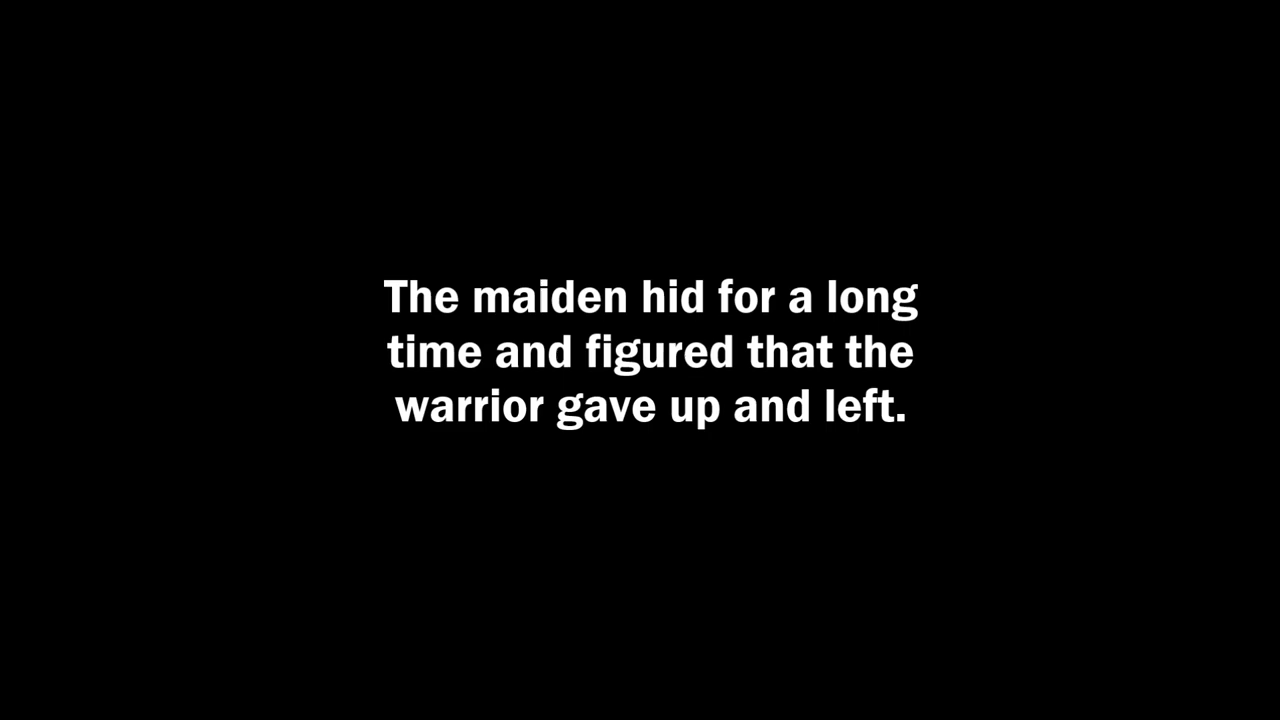 The maiden hid for a long
time and figured that the
warrior gave up and left.